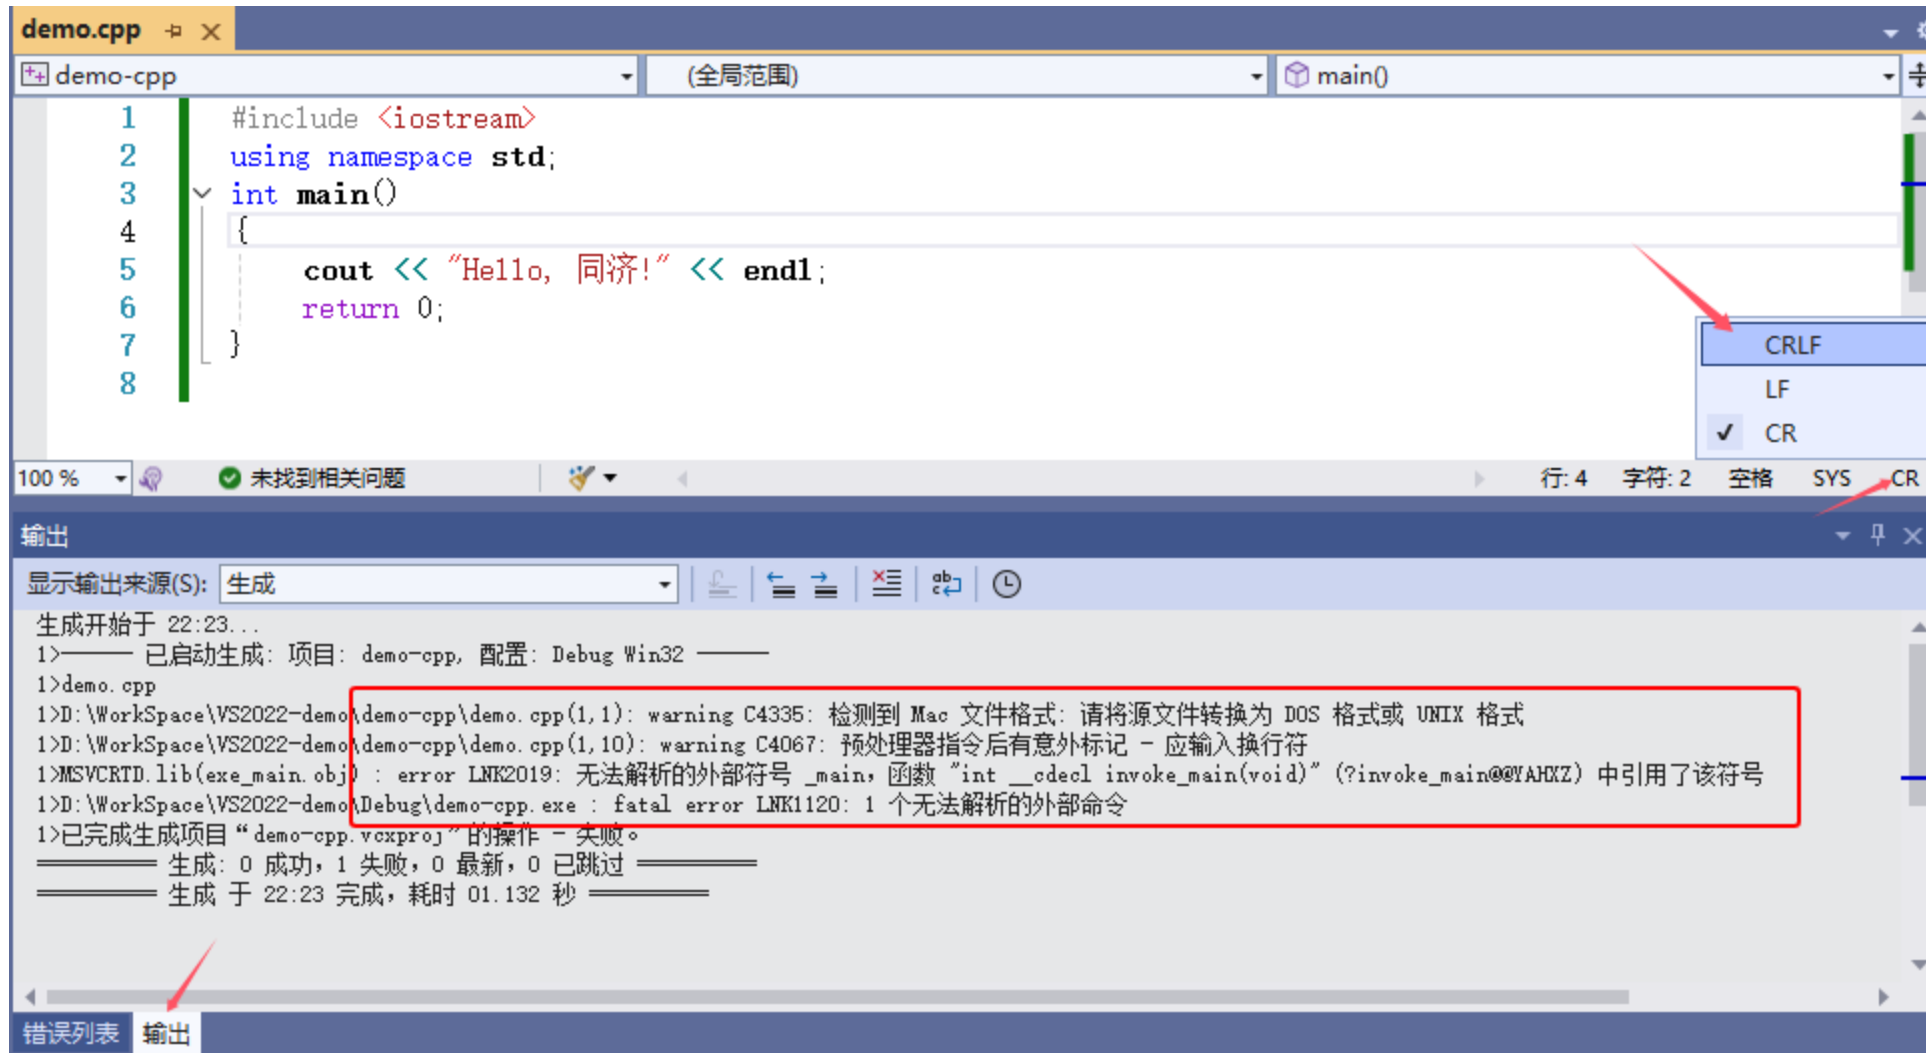 demo.cpp
demo-cpp (全局范围) main()
1 #include <iostream>
2 using namespace std;
3 int main()
4 {
5 cout << "Hello, 同济!" << endl;
6 return 0;
7 }
8
CRLF
LF
CR
100 % 未找到相关问题 行: 4 字符: 2 空格 SYS CR
输出
显示输出来源(S): 生成
生成开始于 22:23...
1>—— 已启动生成: 项目: demo-cpp, 配置: Debug Win32 ——
1>demo.cpp
1>D:\WorkSpace\VS2022-demo\demo-cpp\demo.cpp(1,1): warning C4335: 检测到 Mac 文件格式: 请将源文件转换为 DOS 格式或 UNIX 格式
1>D:\WorkSpace\VS2022-demo\demo-cpp\demo.cpp(1,10): warning C4067: 预处理器指令后有意外标记 - 应输入换行符
1>MSVCRTD.lib(exe_main.obj) : error LNK2019: 无法解析的外部符号 _main，函数 "int __cdecl invoke_main(void)" (?invoke_main@@YAHXZ) 中引用了该符号
1>D:\WorkSpace\VS2022-demo\Debug\demo-cpp.exe : fatal error LNK1120: 1 个无法解析的外部命令
1>已完成生成项目“demo-cpp.vcxproj”的操作 - 失败。
========== 生成: 0 成功，1 失败，0 最新，0 已跳过 ==========
========== 生成 于 22:23 完成，耗时 01.132 秒 ==========
错误列表 输出